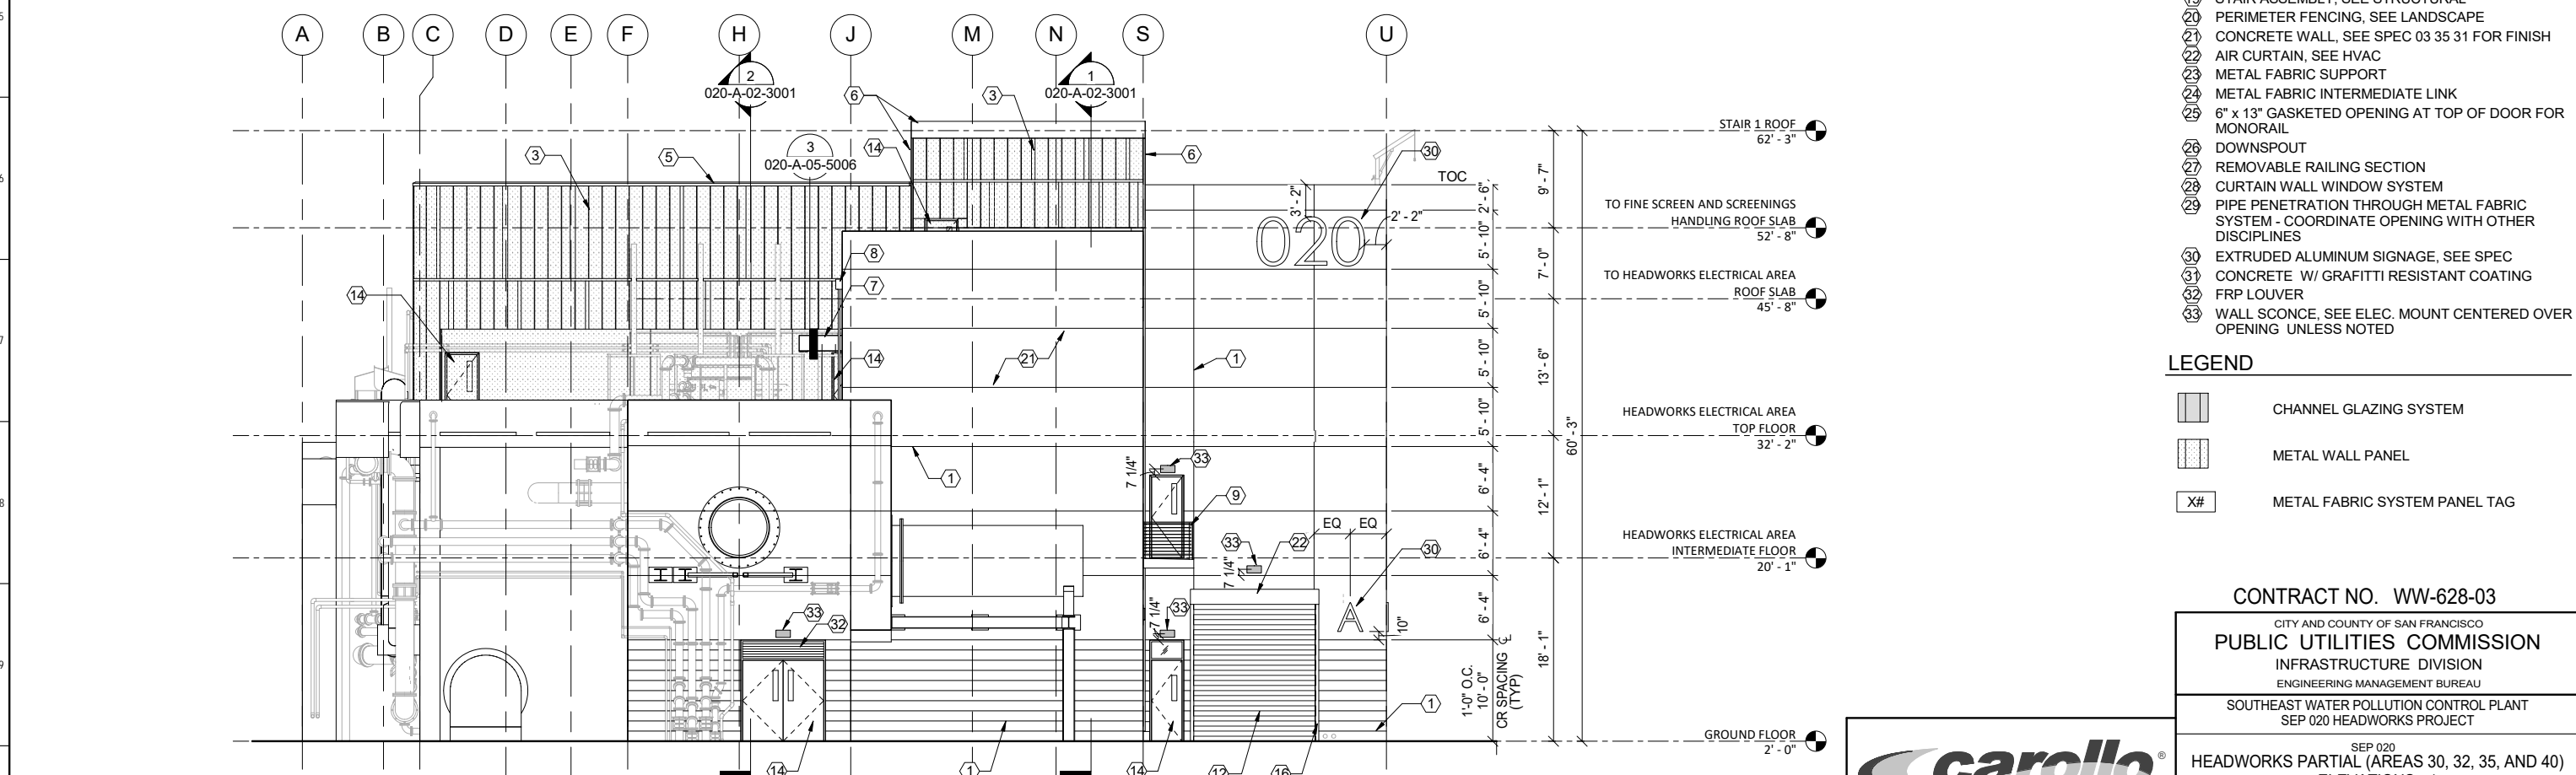 A B C D E F H J M N S U
2
020-A-02-3001
1
020-A-02-3001
3
020-A-05-5006
6
3
14
6
3
5
30
TOC
3' - 2"
020
2' - 2"
8
7
14
14
21
1
1
33
7 1/4"
9
EQ EQ
33
22
30
7 1/4"
A
10"
33
32
7 1/4"
33
1
14
1
14
12
16
2' - 6"
5' - 10"
5' - 10"
5' - 10"
5' - 10"
6' - 4"
6' - 4"
6' - 4"
1'-0" O.C.
10' - 0"
CR SPACING ℄
(TYP)
9' - 7"
7' - 0"
13' - 6"
12' - 1"
18' - 1"
60' - 3"
STAIR 1 ROOF
62' - 3"
TO FINE SCREEN AND SCREENINGS
HANDLING ROOF SLAB
52' - 8"
TO HEADWORKS ELECTRICAL AREA
ROOF SLAB
45' - 8"
HEADWORKS ELECTRICAL AREA
TOP FLOOR
32' - 2"
HEADWORKS ELECTRICAL AREA
INTERMEDIATE FLOOR
20' - 1"
GROUND FLOOR
2' - 0"
19 STAIR ASSEMBLY, SEE STRUCTURAL
20 PERIMETER FENCING, SEE LANDSCAPE
21 CONCRETE WALL, SEE SPEC 03 35 31 FOR FINISH
22 AIR CURTAIN, SEE HVAC
23 METAL FABRIC SUPPORT
24 METAL FABRIC INTERMEDIATE LINK
25 6" x 13" GASKETED OPENING AT TOP OF DOOR FOR
MONORAIL
26 DOWNSPOUT
27 REMOVABLE RAILING SECTION
28 CURTAIN WALL WINDOW SYSTEM
29 PIPE PENETRATION THROUGH METAL FABRIC
SYSTEM - COORDINATE OPENING WITH OTHER
DISCIPLINES
30 EXTRUDED ALUMINUM SIGNAGE, SEE SPEC
31 CONCRETE W/ GRAFITTI RESISTANT COATING
32 FRP LOUVER
33 WALL SCONCE, SEE ELEC. MOUNT CENTERED OVER
OPENING UNLESS NOTED
LEGEND
CHANNEL GLAZING SYSTEM
METAL WALL PANEL
X# METAL FABRIC SYSTEM PANEL TAG
CONTRACT NO. WW-628-03
CITY AND COUNTY OF SAN FRANCISCO
PUBLIC UTILITIES COMMISSION
INFRASTRUCTURE DIVISION
ENGINEERING MANAGEMENT BUREAU
SOUTHEAST WATER POLLUTION CONTROL PLANT
SEP 020 HEADWORKS PROJECT
SEP 020
HEADWORKS PARTIAL (AREAS 30, 32, 35, AND 40)
carollo®